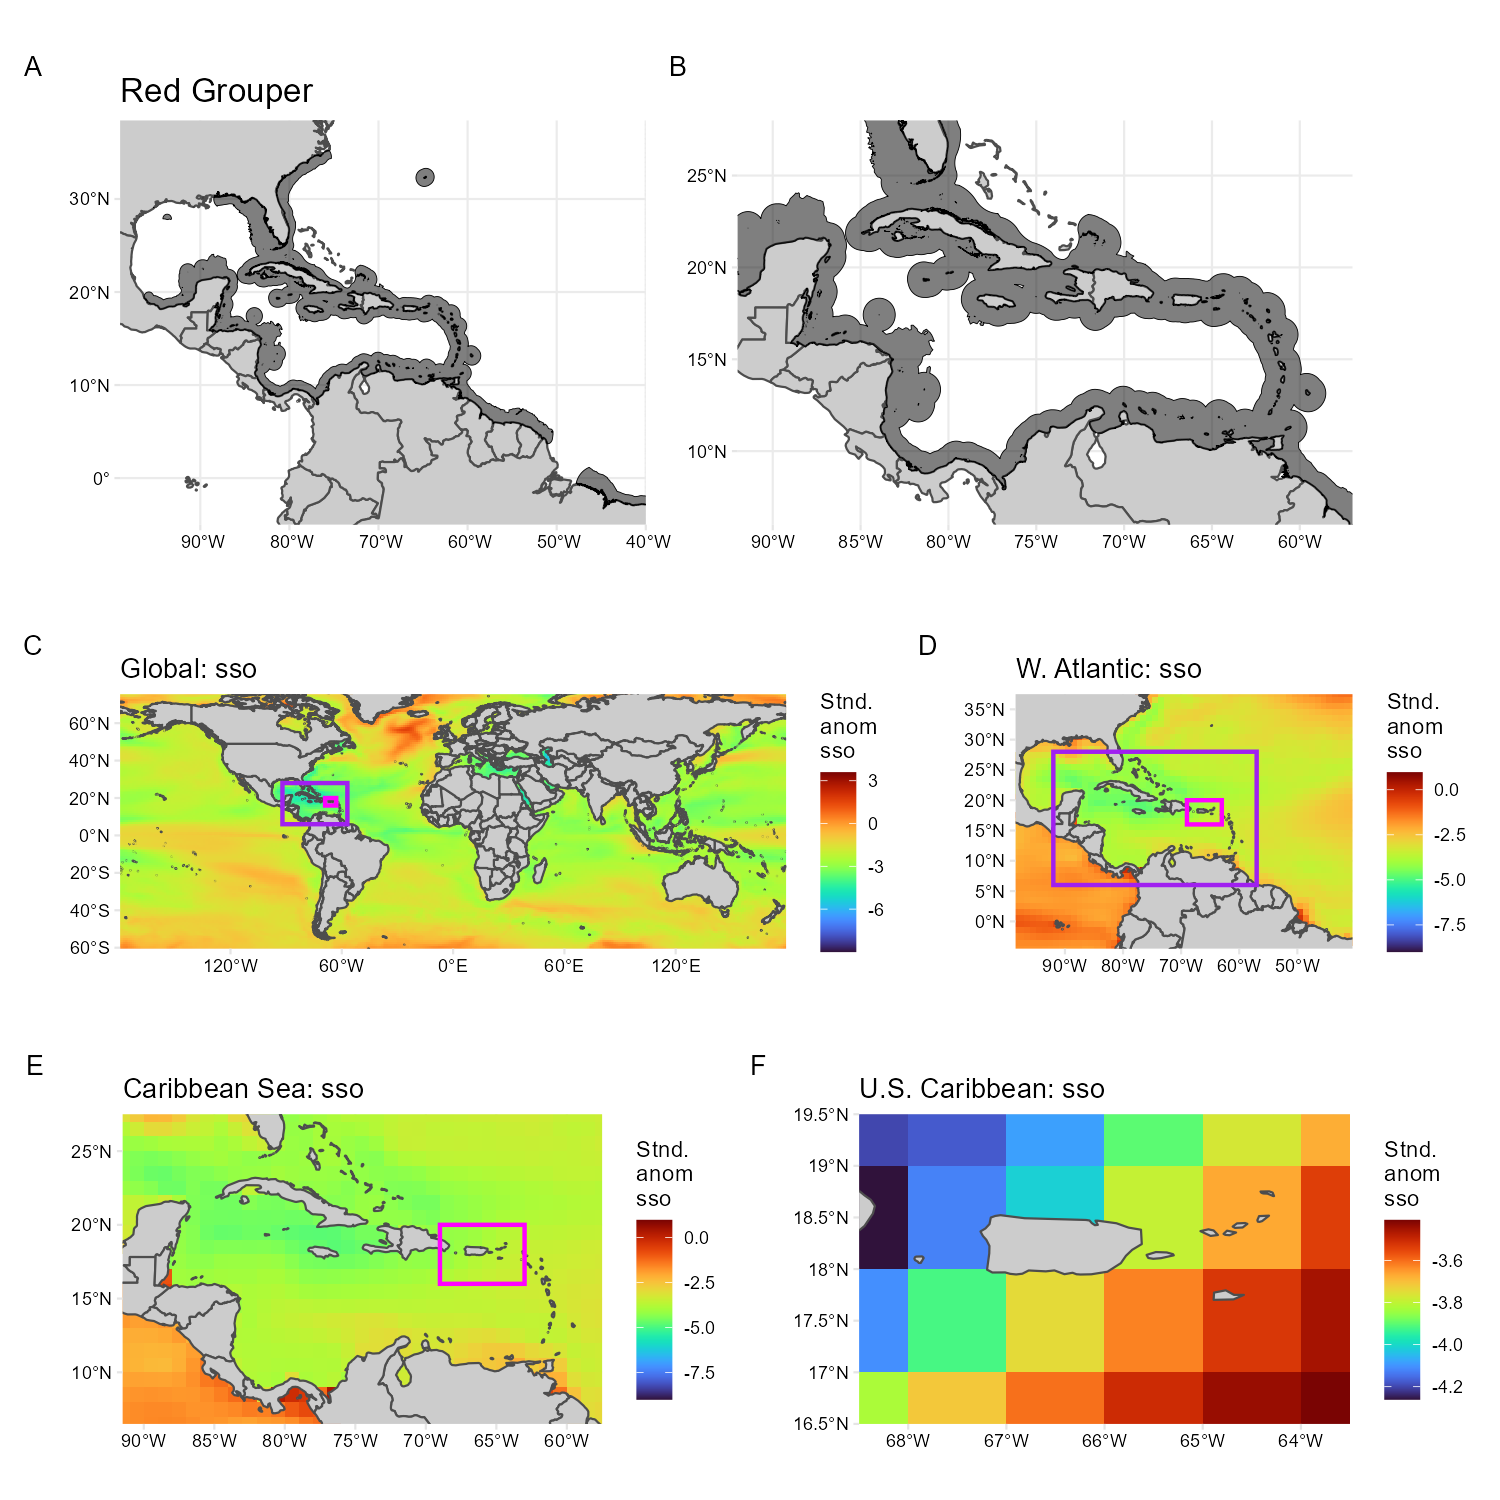 A
B
Red Grouper
30°N
20°N
10°N
0°
90°W 80°W 70°W 60°W 50°W 40°W
25°N
20°N
15°N
10°N
90°W 85°W 80°W 75°W 70°W 65°W 60°W
C
Global: sso
60°N
40°N
20°N
0°N
20°S
40°S
60°S
120°W 60°W 0°E 60°E 120°E
Stnd.
anom
sso
3
0
-3
-6
D
W. Atlantic: sso
35°N
30°N
25°N
20°N
15°N
10°N
5°N
0°N
90°W 80°W 70°W 60°W 50°W
Stnd.
anom
sso
0.0
-2.5
-5.0
-7.5
E
Caribbean Sea: sso
25°N
20°N
15°N
10°N
90°W 85°W 80°W 75°W 70°W 65°W 60°W
Stnd.
anom
sso
0.0
-2.5
-5.0
-7.5
F
U.S. Caribbean: sso
19.5°N
19°N
18.5°N
18°N
17.5°N
17°N
16.5°N
68°W 67°W 66°W 65°W 64°W
Stnd.
anom
sso
-3.6
-3.8
-4.0
-4.2